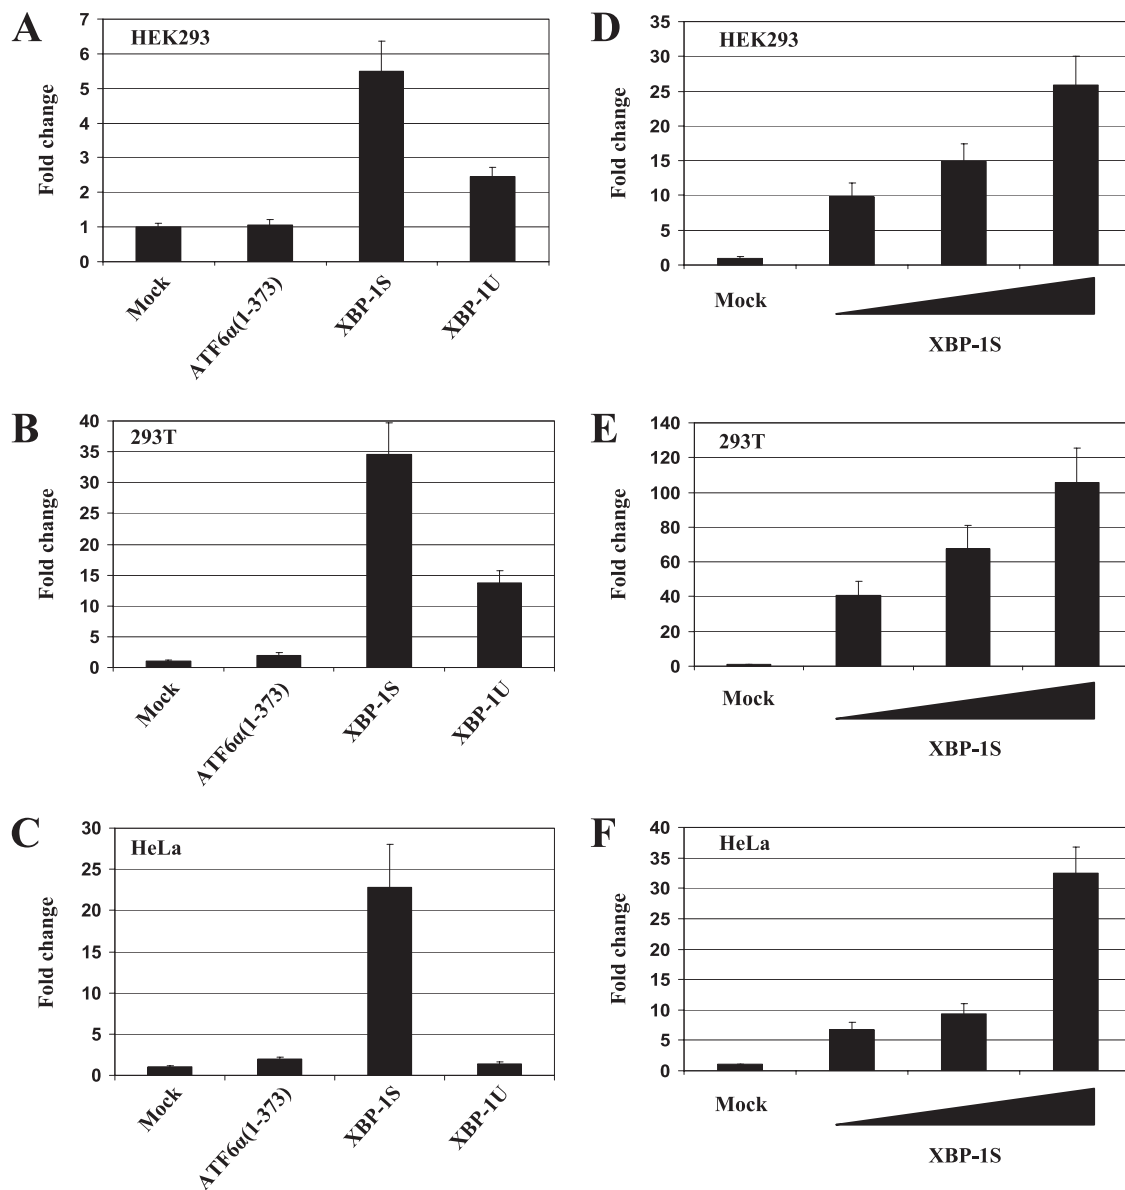 A
HEK293
Fold change
7
6
5
4
3
2
1
0
Mock
ATF6α(1-373)
XBP-1S
XBP-1U
D
HEK293
Fold change
35
30
25
20
15
10
5
0
Mock
XBP-1S
B
293T
Fold change
40
35
30
25
20
15
10
5
0
Mock
ATF6α(1-373)
XBP-1S
XBP-1U
E
293T
Fold change
140
120
100
80
60
40
20
0
Mock
XBP-1S
C
HeLa
Fold change
30
25
20
15
10
5
0
Mock
ATF6α(1-373)
XBP-1S
XBP-1U
F
HeLa
Fold change
40
35
30
25
20
15
10
5
0
Mock
XBP-1S